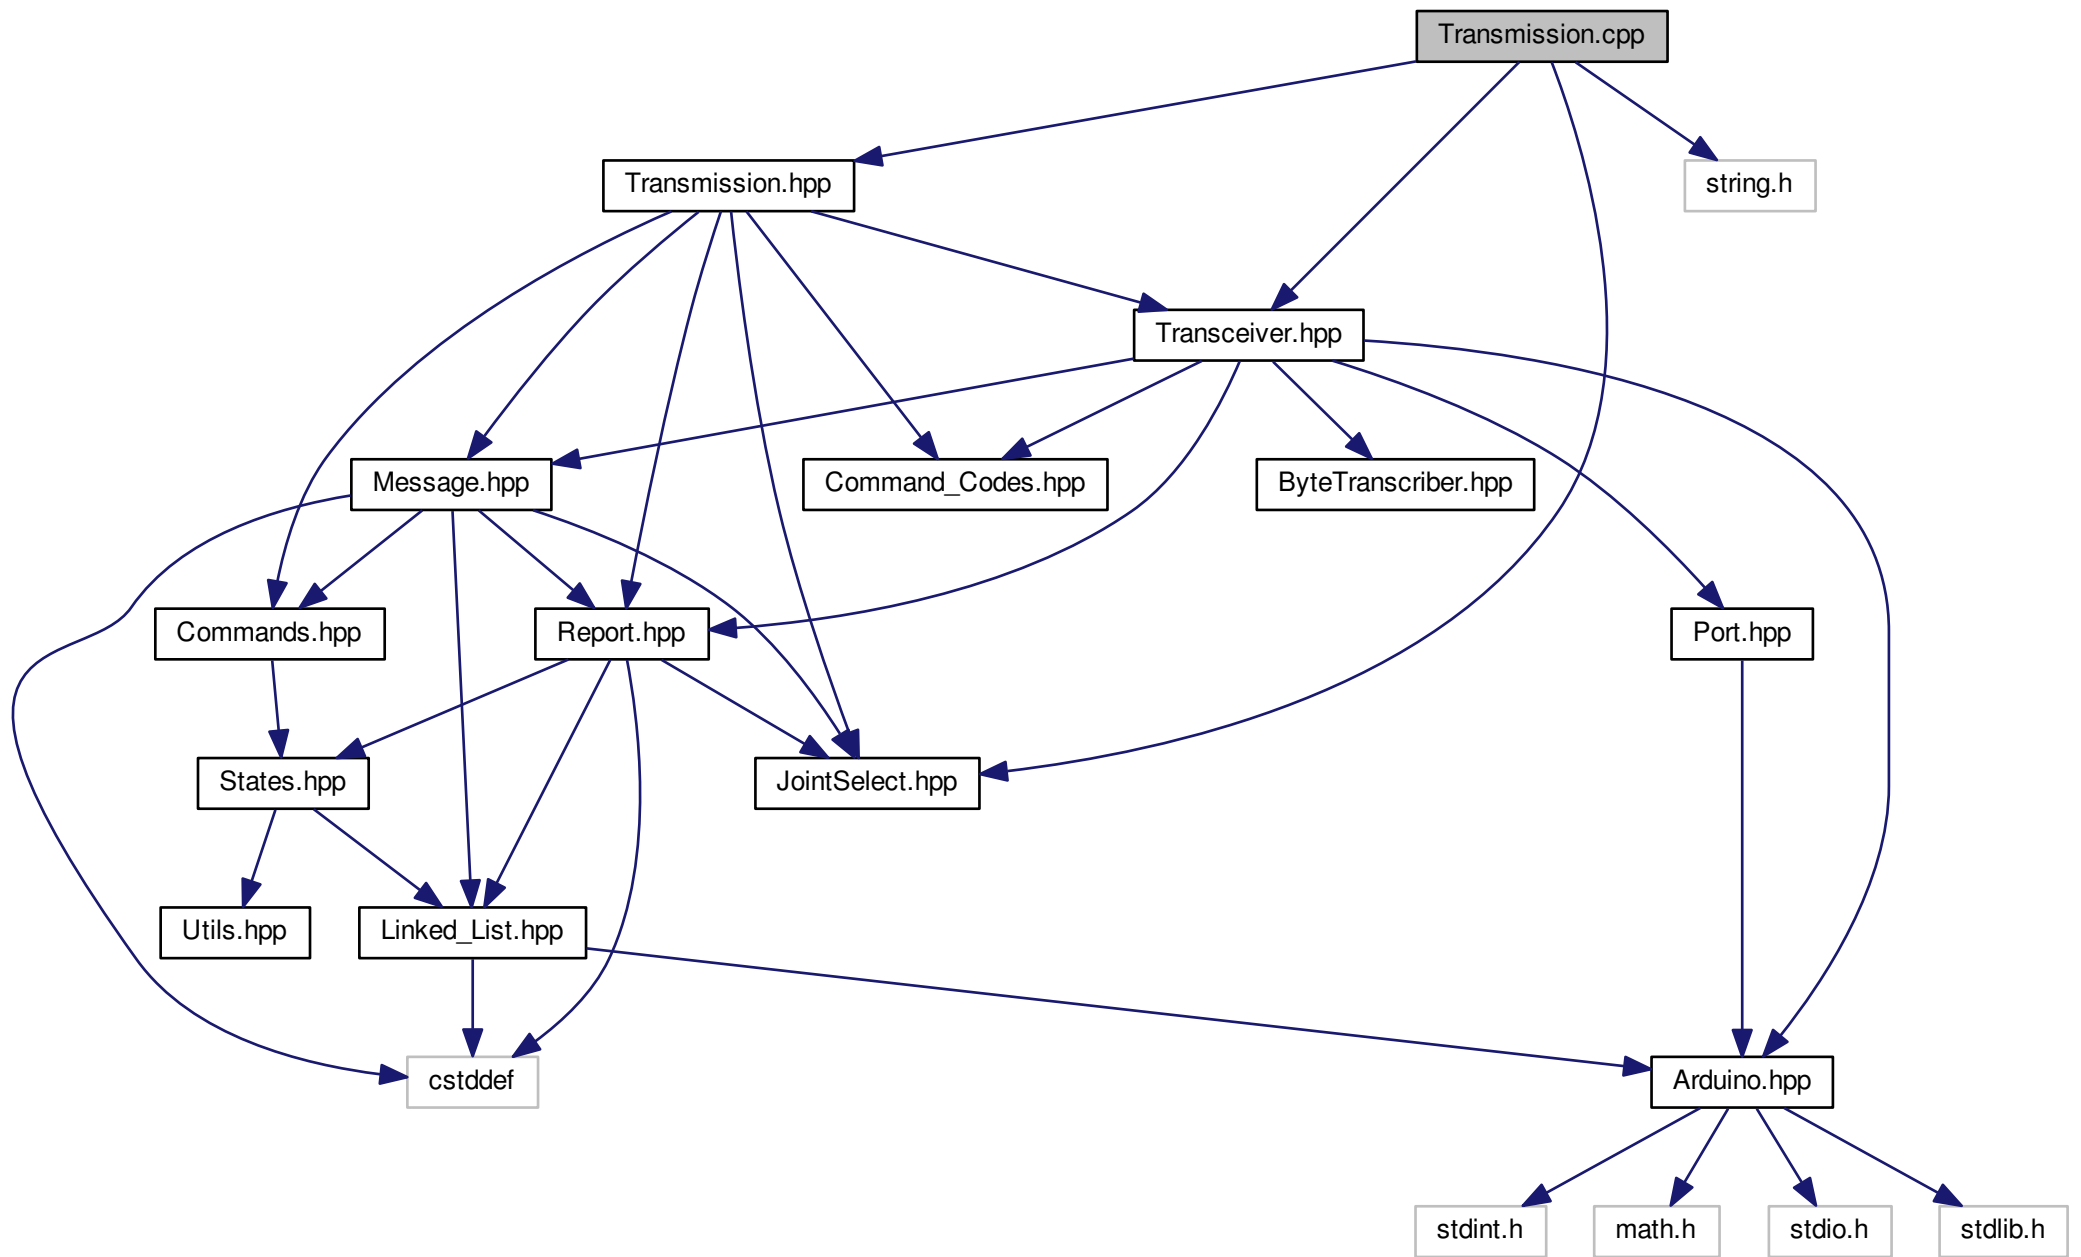 Transmission.cpp
Transmission.hpp
string.h
Transceiver.hpp
Message.hpp
Command_Codes.hpp
ByteTranscriber.hpp
Commands.hpp
Report.hpp
Port.hpp
States.hpp
JointSelect.hpp
Utils.hpp
Linked_List.hpp
cstddef
Arduino.hpp
stdint.h
math.h
stdio.h
stdlib.h